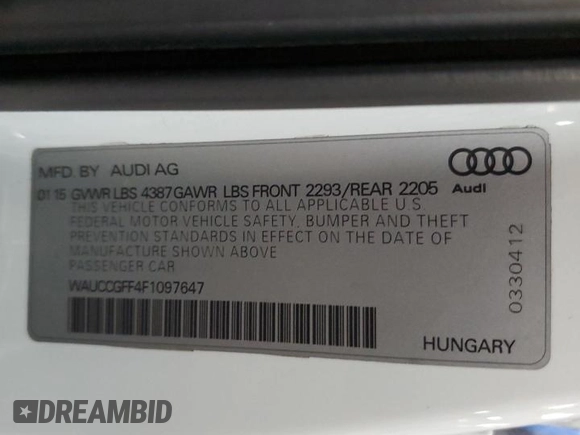 MFD. BY AUDI AG
01 15 GVWR LBS 4387 GAWR LBS FRONT 2293/REAR 2205
Audi
THIS VEHICLE CONFORMS TO ALL APPLICABLE U.S.
FEDERAL MOTOR VEHICLE SAFETY, BUMPER AND THEFT
PREVENTION STANDARDS IN EFFECT ON THE DATE OF
MANUFACTURE SHOWN ABOVE
PASSENGER CAR
WAUCCGFF4F1097647
0330412
HUNGARY
DREAMBID